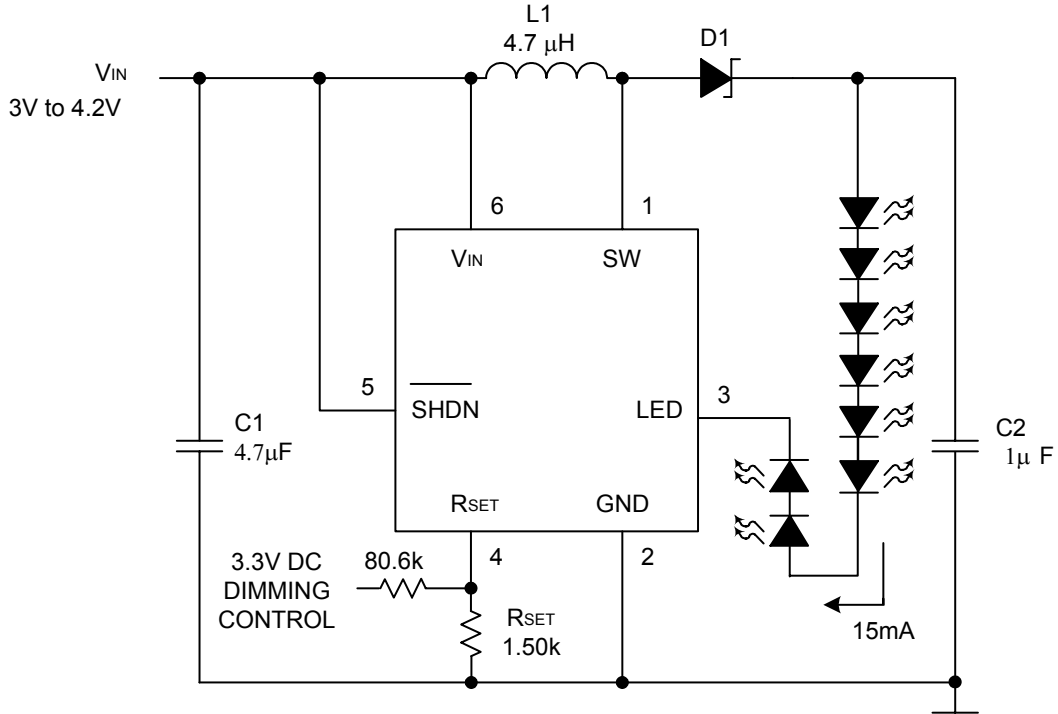 L1
4.7 μH
D1
VIN
3V to 4.2V
6
1
VIN
SW
5
SHDN
LED
3
C1
4.7μF
C2
1μ F
RSET
GND
4
2
3.3V DC
DIMMING
CONTROL
80.6k
RSET
1.50k
15mA